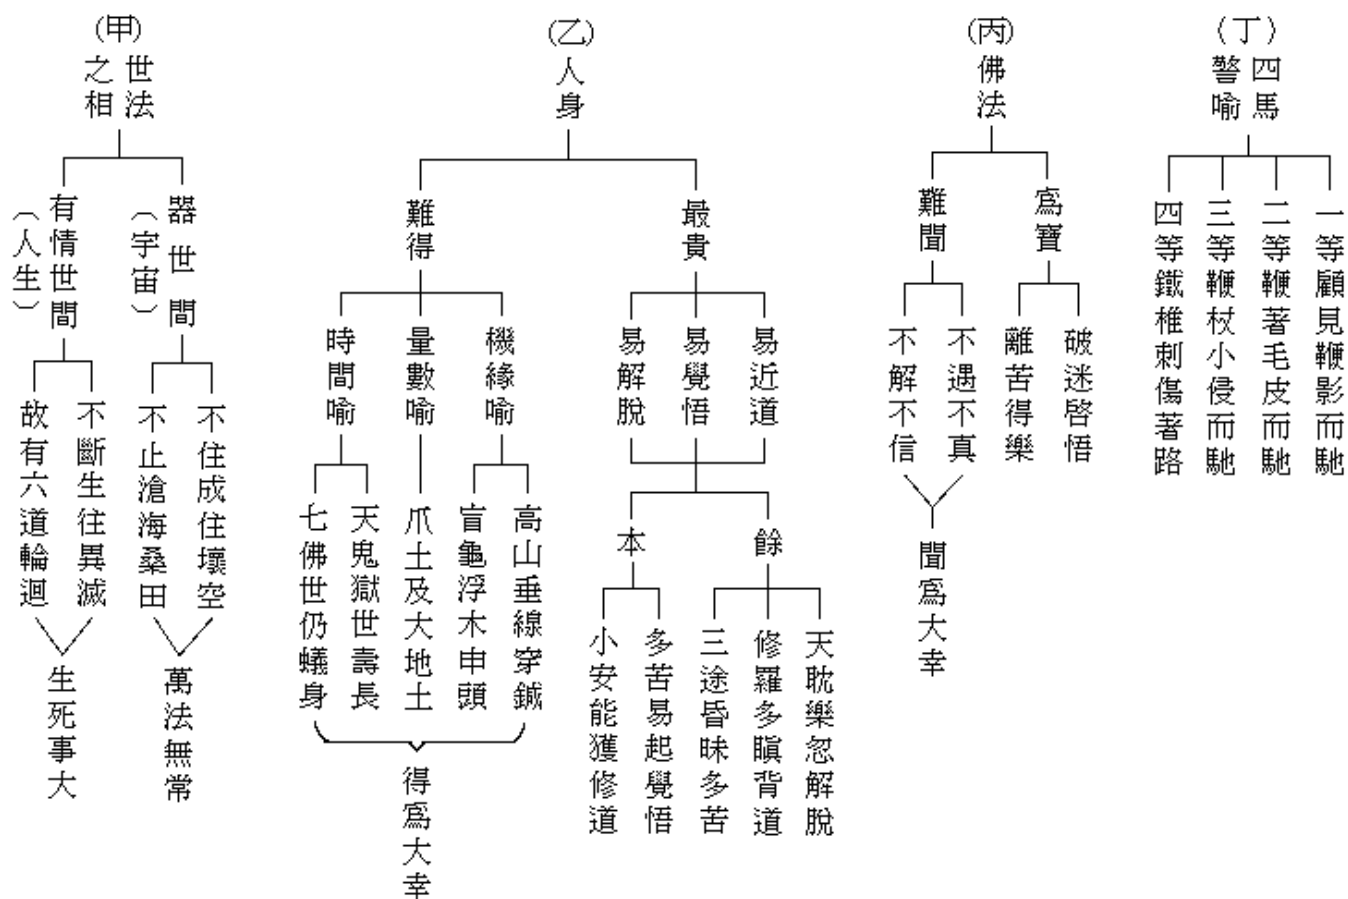 (甲)
世法
之相
器世間
（宇宙）
不住成住壞空
不止滄海桑田
萬法無常
有情世間
（人生）
不斷生往異滅
故有六道輪迴
生死事大
(乙)
人身
最貴
易近道
易覺悟
易解脫
餘
天耽樂忽解脫
修羅多瞋背道
三途昏昧多苦
本
多苦易起覺悟
小安能獲修道
難得
機緣喻
高山垂線穿鍼
盲龜浮木申頭
量數喻
爪土及大地土
時間喻
天鬼獄世壽長
七佛世仍蟻身
得爲大幸
(丙)
佛法
爲寶
破迷啓悟
離苦得樂
難聞
不遇不真
不解不信
聞爲大幸
(丁)
四馬
警喻
一等顧見鞭影而馳
二等鞭著毛皮而馳
三等鞭杖小侵而馳
四等鐵椎刺傷著路